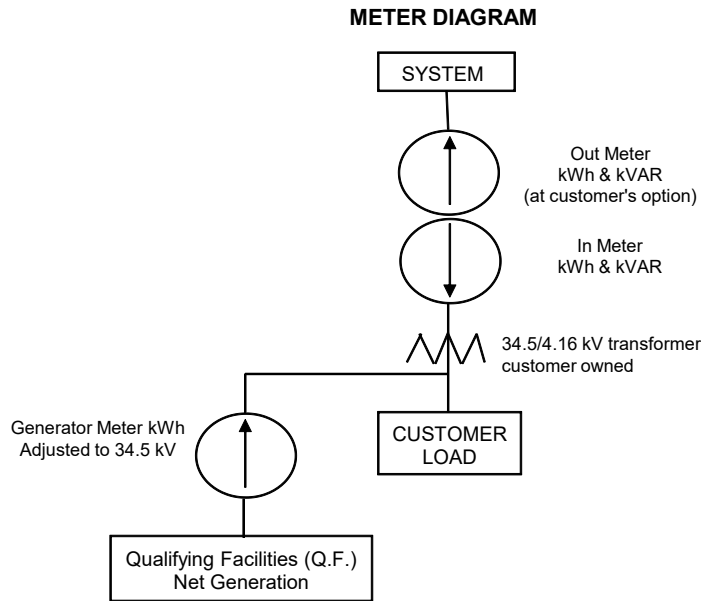 METER DIAGRAM
SYSTEM
Out Meter
kWh & kVAR
(at customer's option)
In Meter
kWh & kVAR
34.5/4.16 kV transformer
customer owned
Generator Meter kWh
Adjusted to 34.5 kV
CUSTOMER
LOAD
Qualifying Facilities (Q.F.)
Net Generation